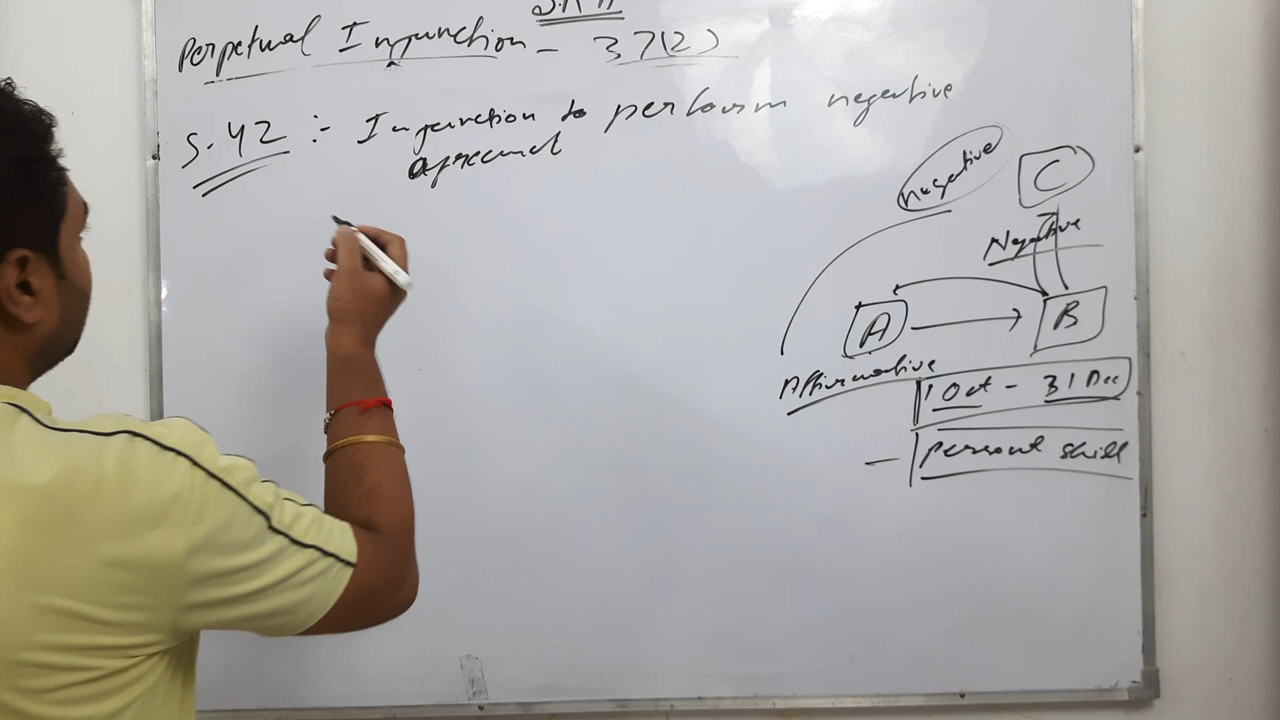 Perpetual Injunction - 37(2)
S.42 :- Injunction to perform negative
agreement
negative
C
Negative
A
B
Affirmative
1 Oct - 31 Dec
- personal skill